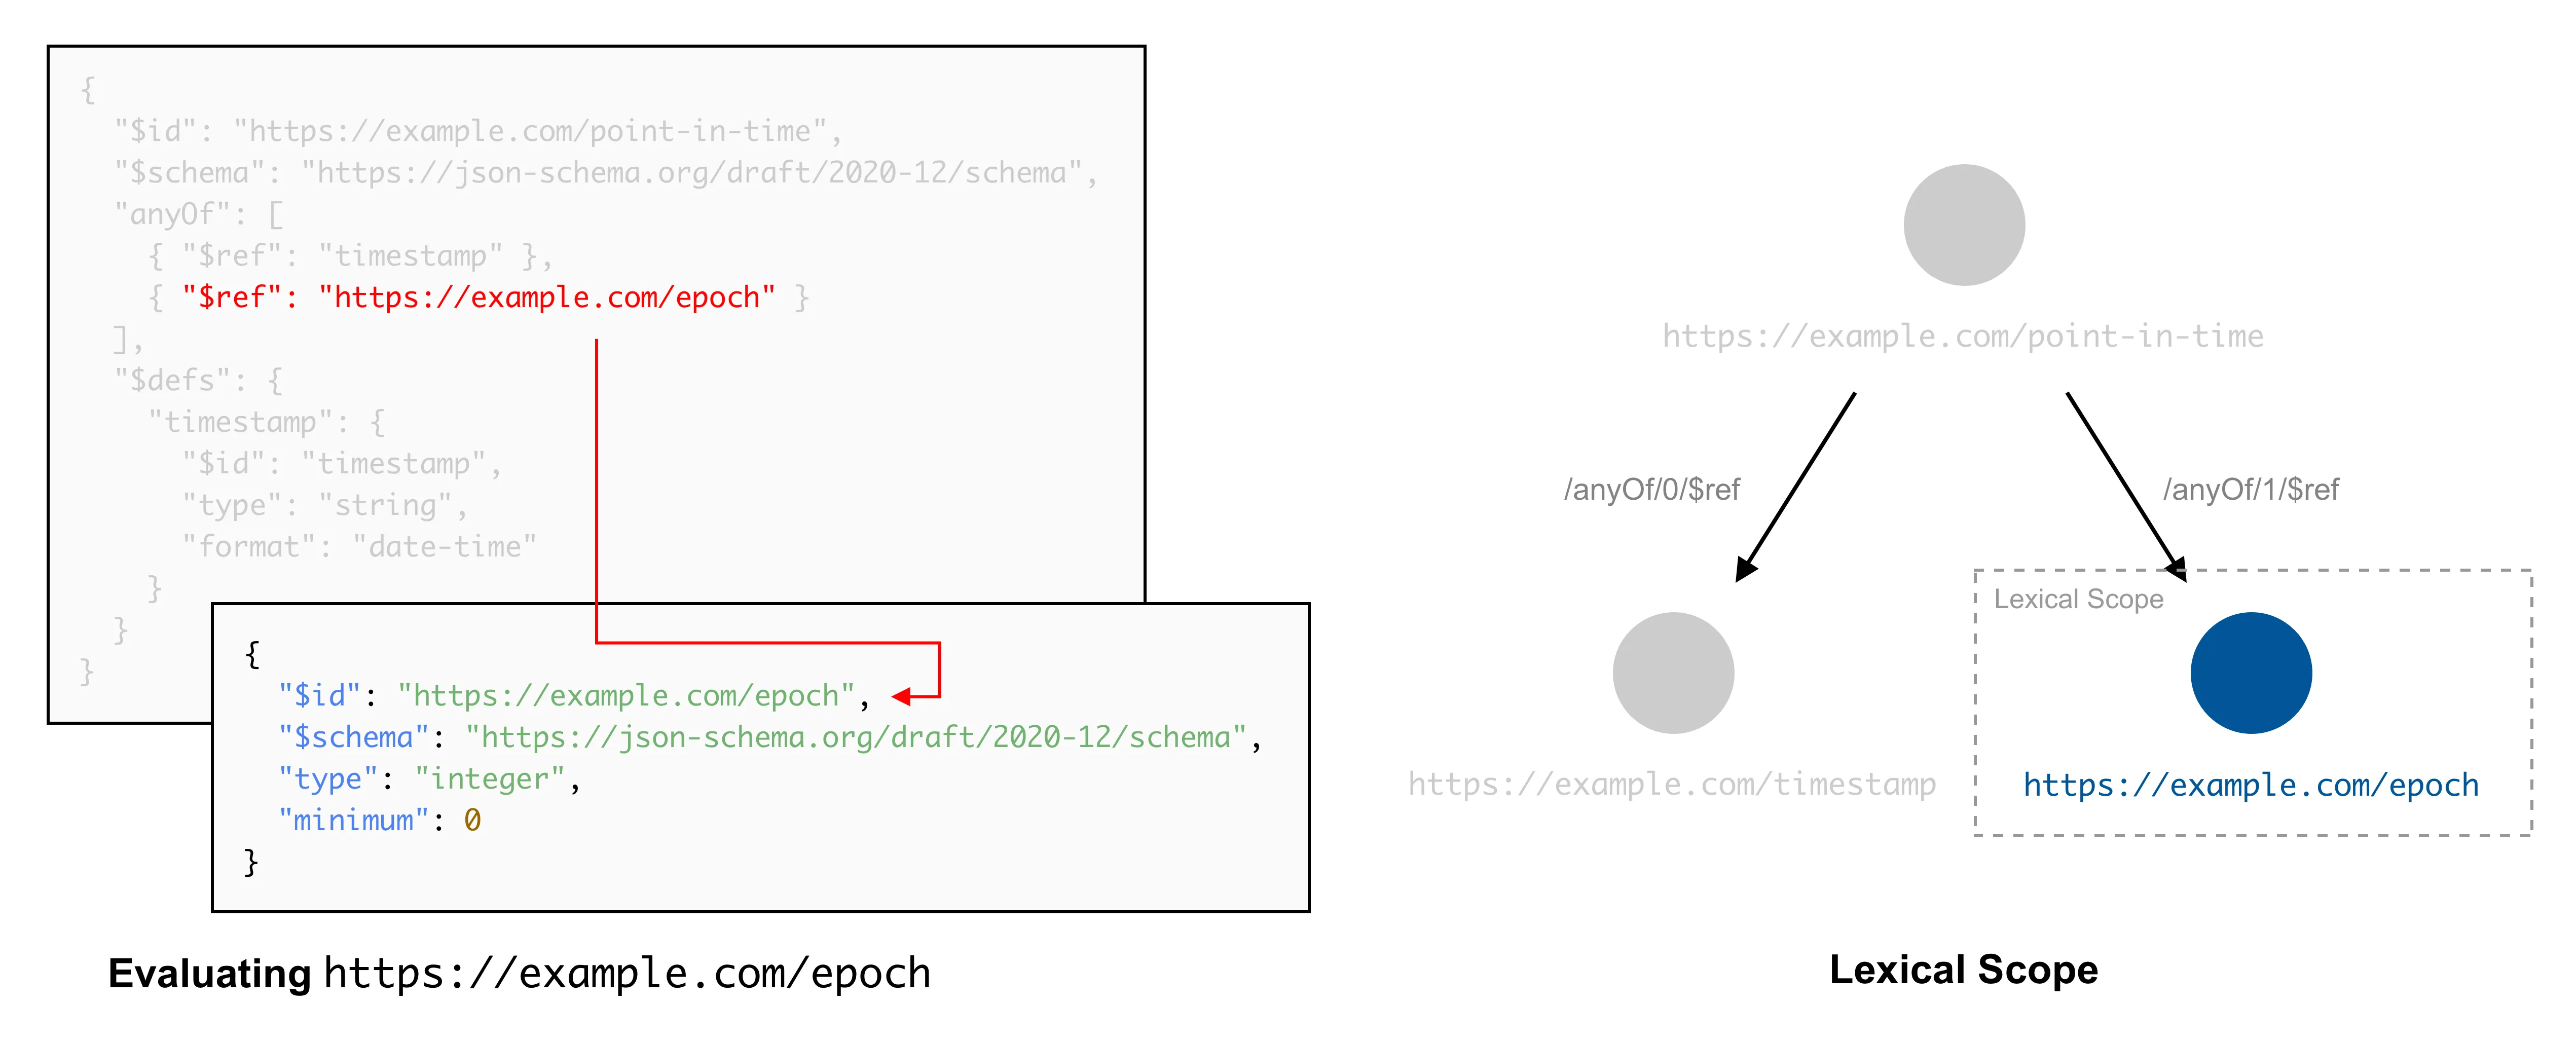 {
  "$id": "https://example.com/point-in-time",
  "$schema": "https://json-schema.org/draft/2020-12/schema",
  "anyOf": [
    { "$ref": "timestamp" },
    { "$ref": "https://example.com/epoch" }
  ],
  "$defs": {
    "timestamp": {
      "$id": "timestamp",
      "type": "string",
      "format": "date-time"
    }
  }
}
{
  "$id": "https://example.com/epoch",
  "$schema": "https://json-schema.org/draft/2020-12/schema",
  "type": "integer",
  "minimum": 0
}
Evaluating https://example.com/epoch
https://example.com/point-in-time
/anyOf/0/$ref
/anyOf/1/$ref
Lexical Scope
https://example.com/timestamp
https://example.com/epoch
Lexical Scope